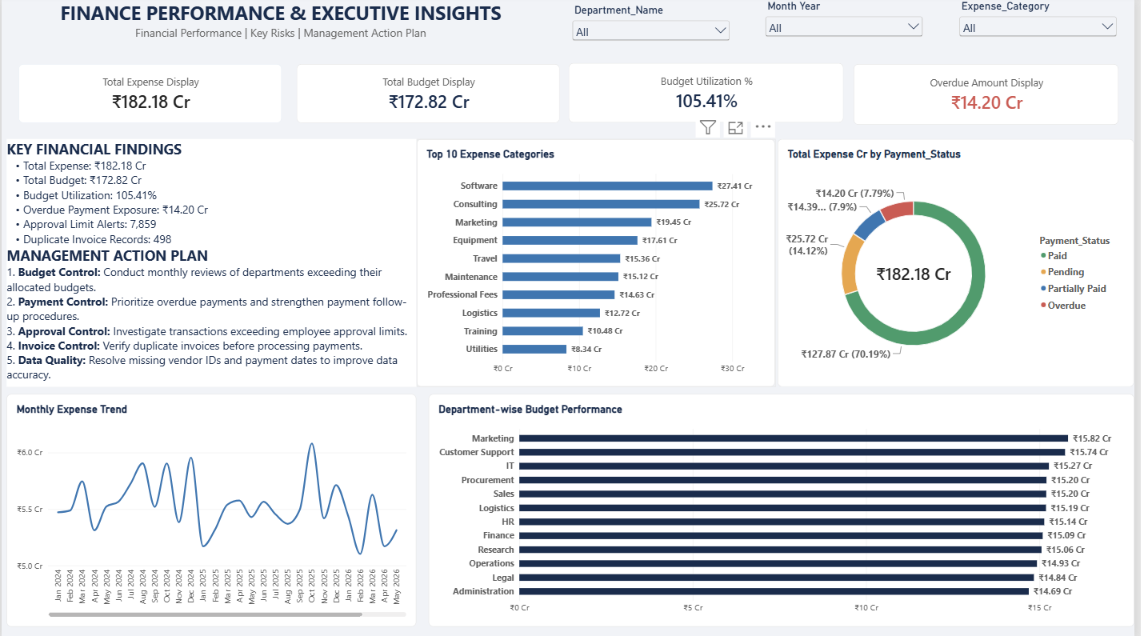 FINANCE PERFORMANCE & EXECUTIVE INSIGHTS
Financial Performance | Key Risks | Management Action Plan
Department_Name
All
Month Year
All
Expense_Category
All
Total Expense Display
₹182.18 Cr
Total Budget Display
₹172.82 Cr
Budget Utilization %
105.41%
Overdue Amount Display
₹14.20 Cr
KEY FINANCIAL FINDINGS
• Total Expense: ₹182.18 Cr
• Total Budget: ₹172.82 Cr
• Budget Utilization: 105.41%
• Overdue Payment Exposure: ₹14.20 Cr
• Approval Limit Alerts: 7,859
• Duplicate Invoice Records: 498
MANAGEMENT ACTION PLAN
1. Budget Control: Conduct monthly reviews of departments exceeding their
allocated budgets.
2. Payment Control: Prioritize overdue payments and strengthen payment follow-
up procedures.
3. Approval Control: Investigate transactions exceeding employee approval limits.
4. Invoice Control: Verify duplicate invoices before processing payments.
5. Data Quality: Resolve missing vendor IDs and payment dates to improve data
accuracy.
Top 10 Expense Categories
Software ₹27.41 Cr
Consulting ₹25.72 Cr
Marketing ₹19.45 Cr
Equipment ₹17.61 Cr
Travel ₹15.36 Cr
Maintenance ₹15.12 Cr
Professional Fees ₹14.63 Cr
Logistics ₹12.72 Cr
Training ₹10.48 Cr
Utilities ₹8.34 Cr
₹0 Cr ₹10 Cr ₹20 Cr ₹30 Cr
Total Expense Cr by Payment_Status
₹14.20 Cr (7.79%)
₹14.39... (7.9%)
₹25.72 Cr
(14.12%)
₹182.18 Cr
₹127.87 Cr (70.19%)
Payment_Status
Paid
Pending
Partially Paid
Overdue
Monthly Expense Trend
₹6.0 Cr
₹5.5 Cr
₹5.0 Cr
Jan 2024
Feb 2024
Mar 2024
Apr 2024
May 2024
Jun 2024
Jul 2024
Aug 2024
Sep 2024
Oct 2024
Nov 2024
Dec 2024
Jan 2025
Feb 2025
Mar 2025
Apr 2025
May 2025
Jun 2025
Jul 2025
Aug 2025
Sep 2025
Oct 2025
Nov 2025
Dec 2025
Jan 2026
Feb 2026
Mar 2026
Apr 2026
May 2026
Department-wise Budget Performance
Marketing ₹15.82 Cr
Customer Support ₹15.74 Cr
IT ₹15.27 Cr
Procurement ₹15.20 Cr
Sales ₹15.20 Cr
Logistics ₹15.19 Cr
HR ₹15.14 Cr
Finance ₹15.09 Cr
Research ₹15.06 Cr
Operations ₹14.93 Cr
Legal ₹14.84 Cr
Administration ₹14.69 Cr
₹0 Cr ₹5 Cr ₹10 Cr ₹15 Cr